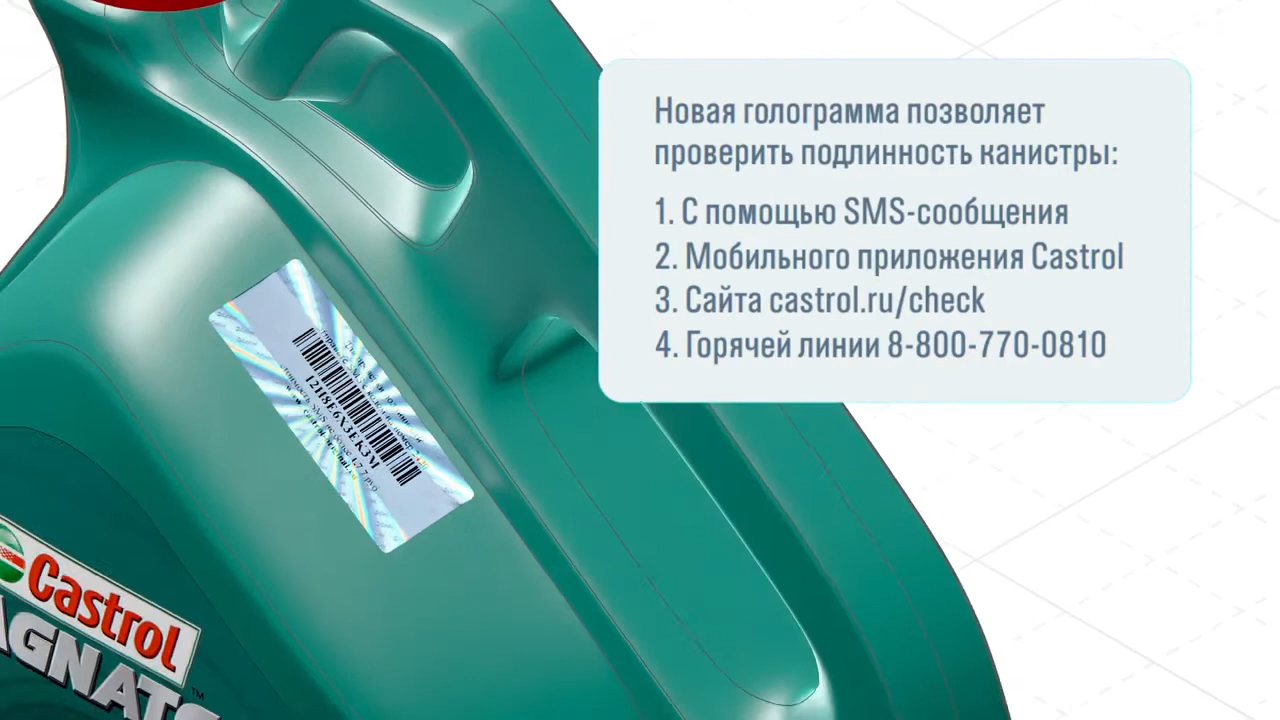 Новая голограмма позволяет
проверить подлинность канистры:
1. С помощью SMS-сообщения
2. Мобильного приложения Castrol
3. Сайта castrol.ru/check
4. Горячей линии 8-800-770-0810
12H8E6X3EK3M
Castrol